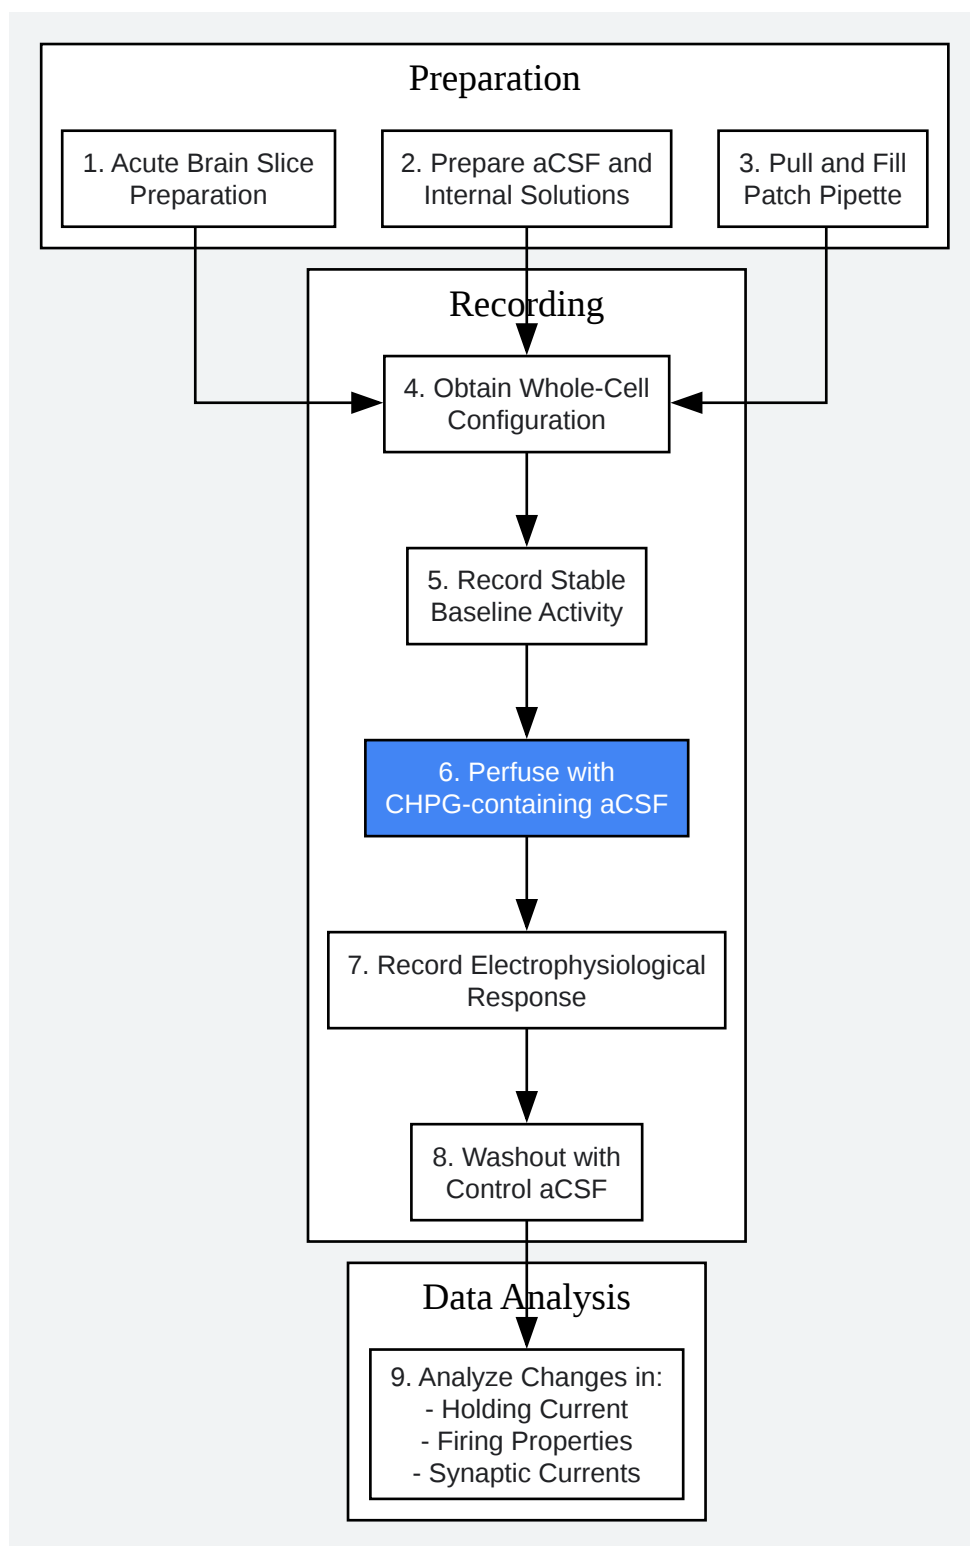 Preparation
1. Acute Brain Slice
Preparation
2. Prepare aCSF and
Internal Solutions
3. Pull and Fill
Patch Pipette
Recording
4. Obtain Whole-Cell
Configuration
5. Record Stable
Baseline Activity
6. Perfuse with
CHPG-containing aCSF
7. Record Electrophysiological
Response
8. Washout with
Control aCSF
Data Analysis
9. Analyze Changes in:
- Holding Current
- Firing Properties
- Synaptic Currents